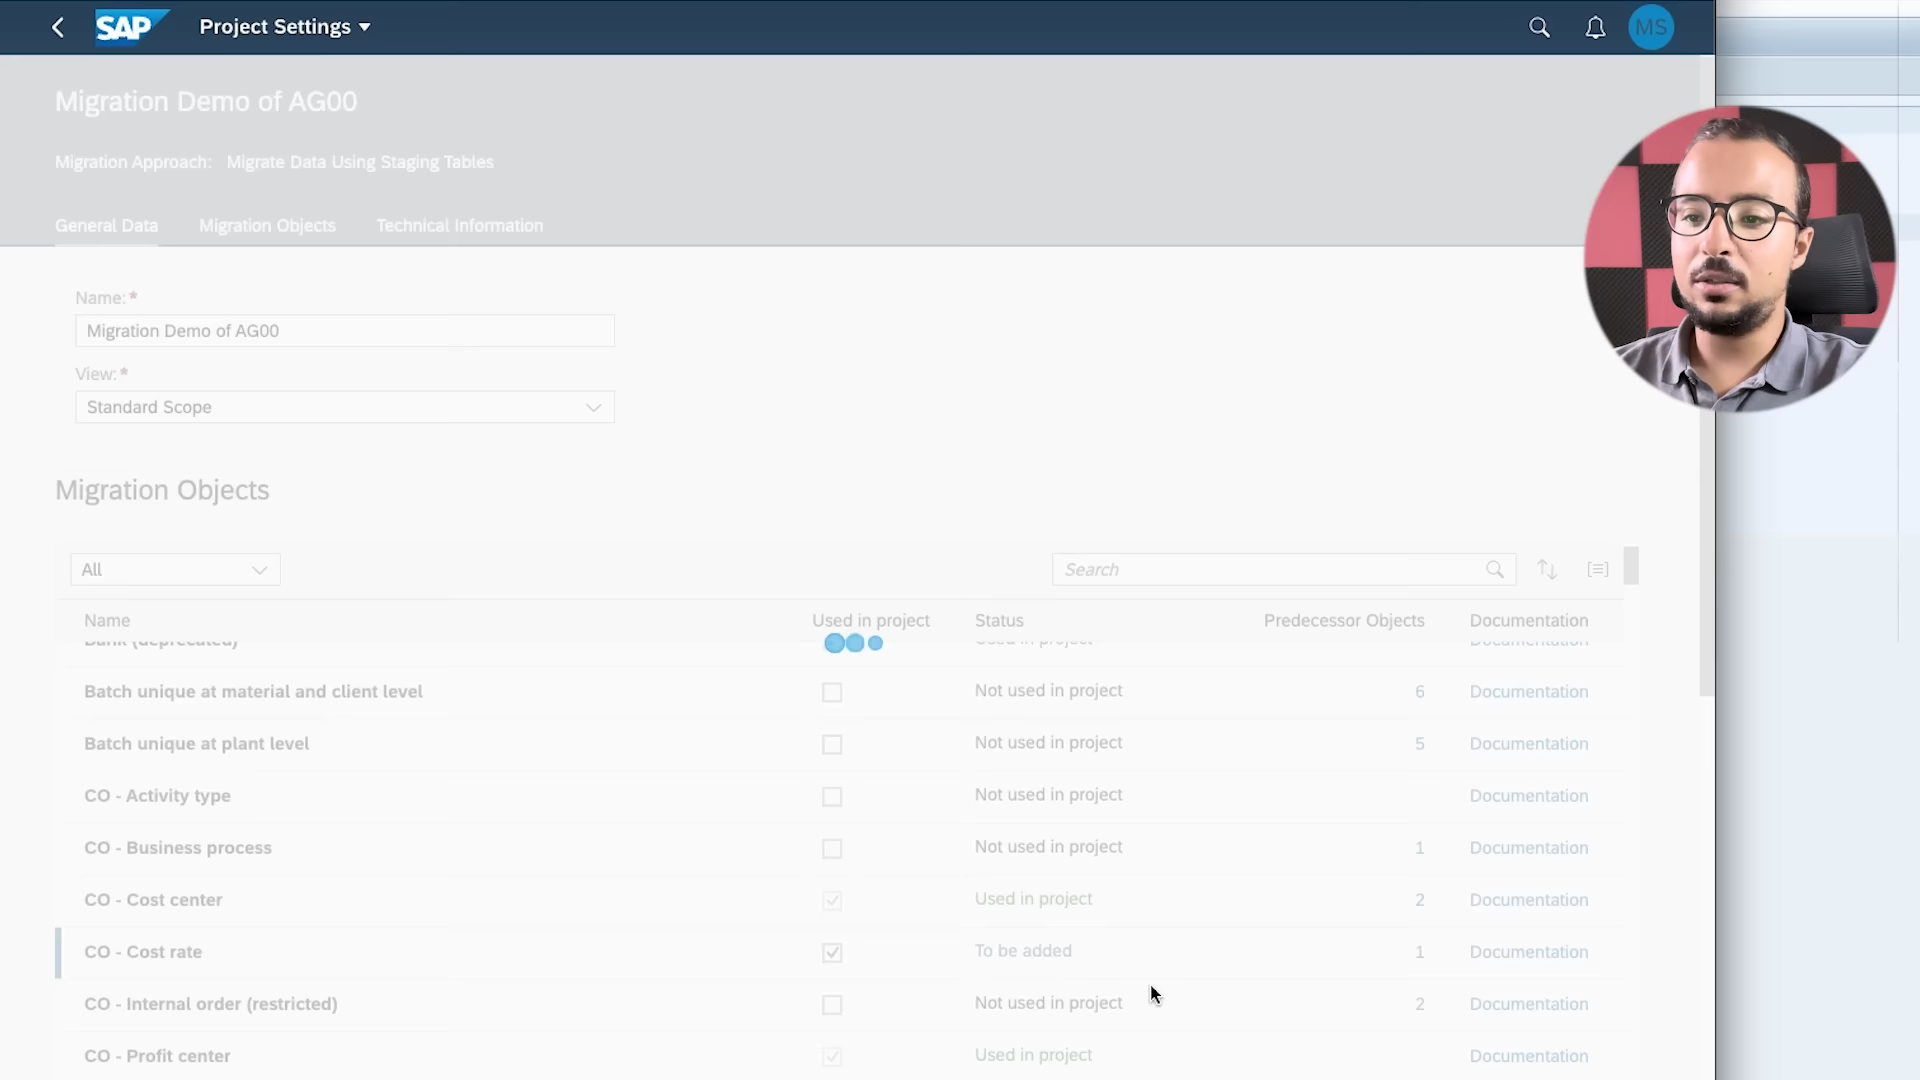 SAP Project Settings MS
Migration Demo of AG00
Migration Approach: Migrate Data Using Staging Tables
General Data Migration Objects Technical Information
Name: *
Migration Demo of AG00
View: *
Standard Scope
Migration Objects
All Search
Name Used in project Status Predecessor Objects Documentation
Bank (deprecated) Used in project Documentation
Batch unique at material and client level Not used in project 6 Documentation
Batch unique at plant level Not used in project 5 Documentation
CO - Activity type Not used in project Documentation
CO - Business process Not used in project 1 Documentation
CO - Cost center Used in project 2 Documentation
CO - Cost rate To be added 1 Documentation
CO - Internal order (restricted) Not used in project 2 Documentation
CO - Profit center Used in project Documentation